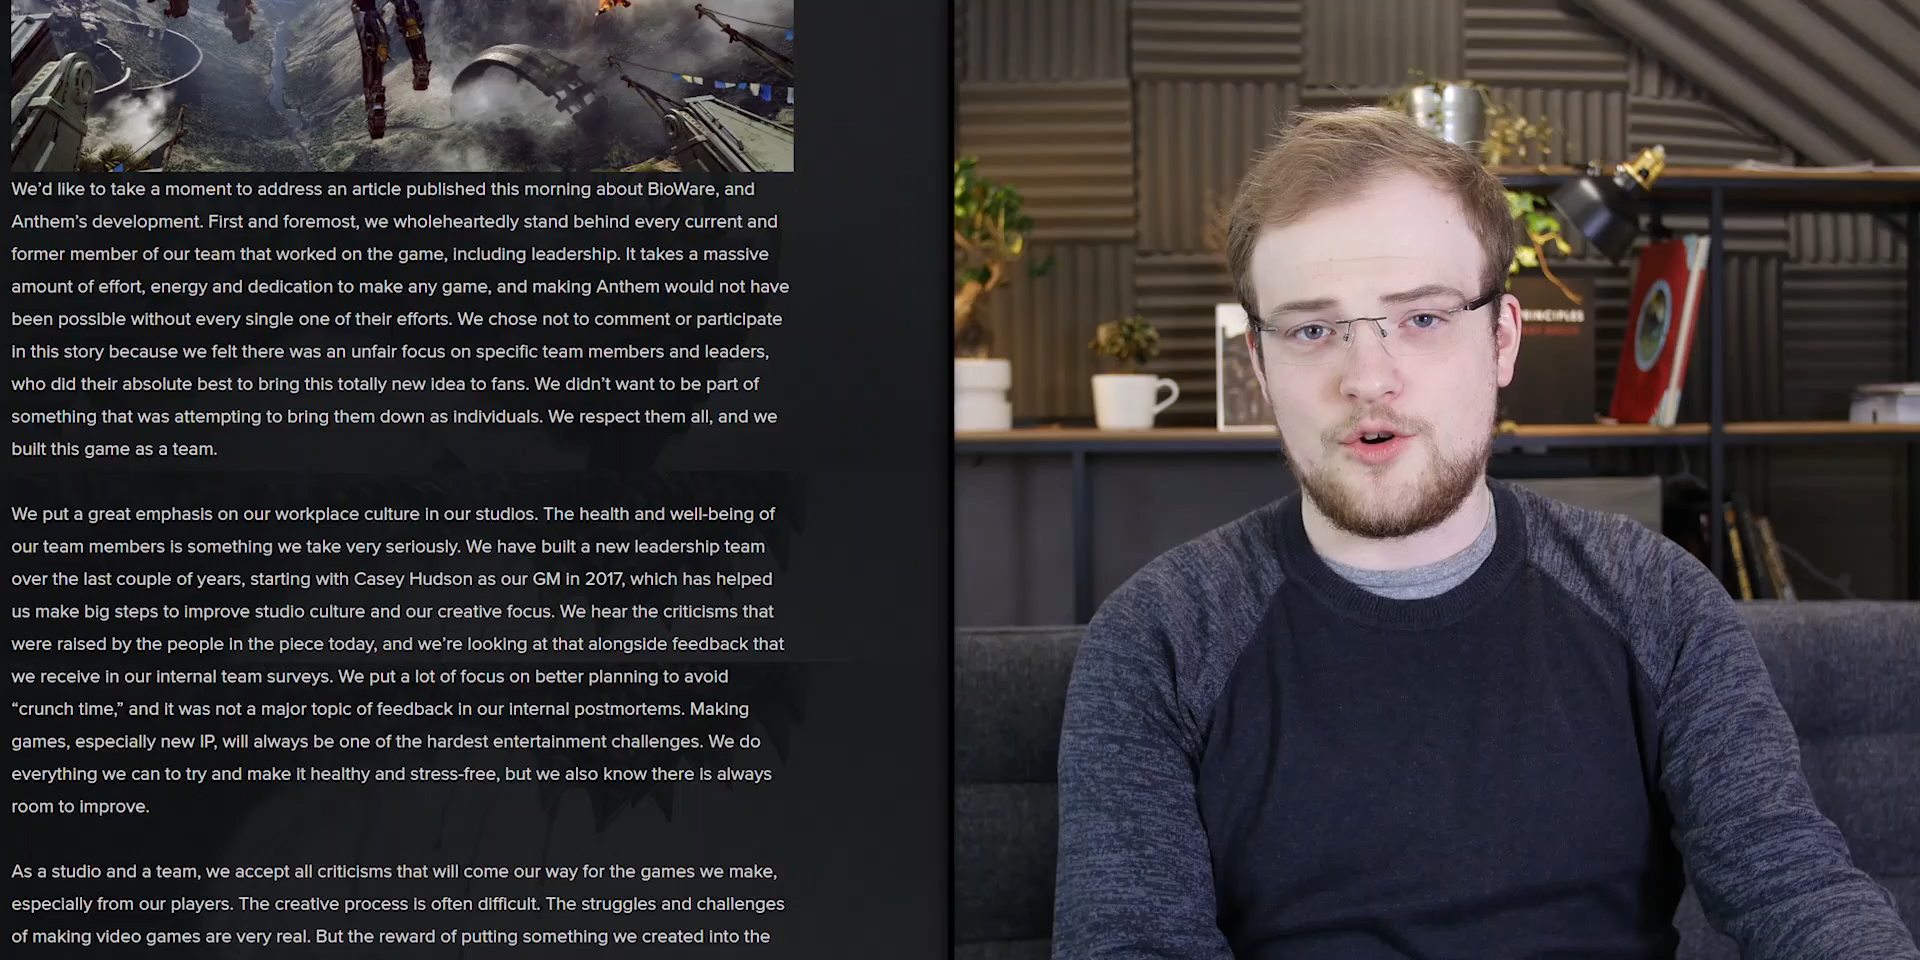 We’d like to take a moment to address an article published this morning about BioWare, and
Anthem’s development. First and foremost, we wholeheartedly stand behind every current and
former member of our team that worked on the game, including leadership. It takes a massive
amount of effort, energy and dedication to make any game, and making Anthem would not have
been possible without every single one of their efforts. We chose not to comment or participate
in this story because we felt there was an unfair focus on specific team members and leaders,
who did their absolute best to bring this totally new idea to fans. We didn’t want to be part of
something that was attempting to bring them down as individuals. We respect them all, and we
built this game as a team.
We put a great emphasis on our workplace culture in our studios. The health and well-being of
our team members is something we take very seriously. We have built a new leadership team
over the last couple of years, starting with Casey Hudson as our GM in 2017, which has helped
us make big steps to improve studio culture and our creative focus. We hear the criticisms that
were raised by the people in the piece today, and we’re looking at that alongside feedback that
we receive in our internal team surveys. We put a lot of focus on better planning to avoid
“crunch time,” and it was not a major topic of feedback in our internal postmortems. Making
games, especially new IP, will always be one of the hardest entertainment challenges. We do
everything we can to try and make it healthy and stress-free, but we also know there is always
room to improve.
As a studio and a team, we accept all criticisms that will come our way for the games we make,
especially from our players. The creative process is often difficult. The struggles and challenges
of making video games are very real. But the reward of putting something we created into the